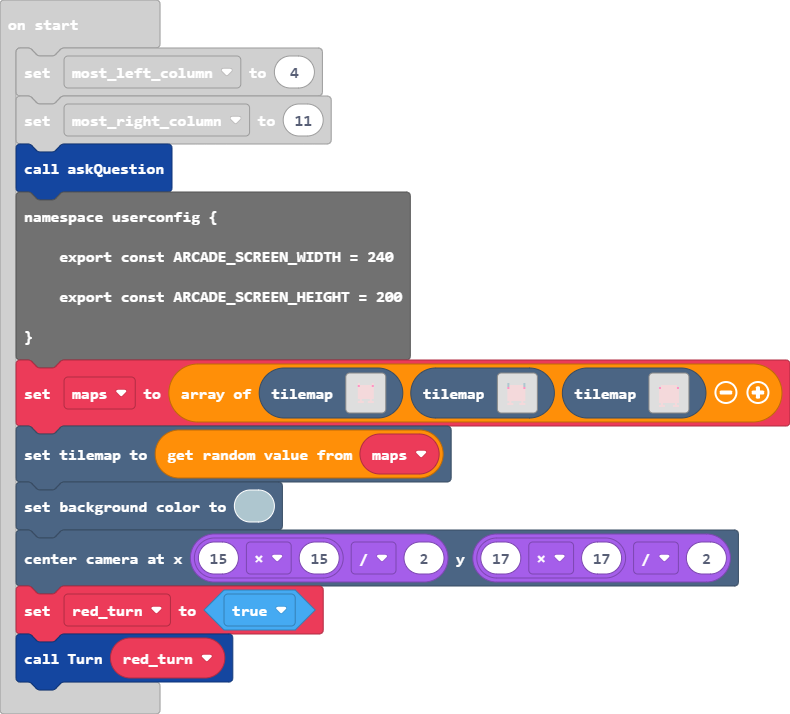 on start
set most_left_column to 4
set most_right_column to 11
call askQuestion
namespace userconfig {
export const ARCADE_SCREEN_WIDTH = 240
export const ARCADE_SCREEN_HEIGHT = 200
}
set maps to array of tilemap tilemap tilemap
set tilemap to get random value from maps
set background color to
center camera at x 15 × 15 / 2 y 17 × 17 / 2
set red_turn to true
call Turn red_turn